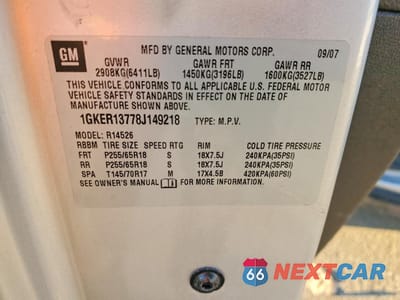 GM
MFD BY GENERAL MOTORS CORP. 09/07
GVWR GAWR FRT GAWR RR
2908KG(6411LB) 1450KG(3196LB) 1600KG(3527LB)
THIS VEHICLE CONFORMS TO ALL APPLICABLE U.S. FEDERAL MOTOR
VEHICLE SAFETY STANDARDS IN EFFECT ON THE DATE OF
MANUFACTURE SHOWN ABOVE.
1GKER13778J149218 TYPE: M.P.V.
MODEL: R14526
RBBM TIRE SIZE SPEED RTG RIM COLD TIRE PRESSURE
FRT P255/65R18 S 18X7.5J 240KPA(35PSI)
RR P255/65R18 S 18X7.5J 240KPA(35PSI)
SPA T145/70R17 M 17X4.5B 420KPA(60PSI)
SEE OWNER'S MANUAL FOR MORE INFORMATION.
66 NEXTCAR